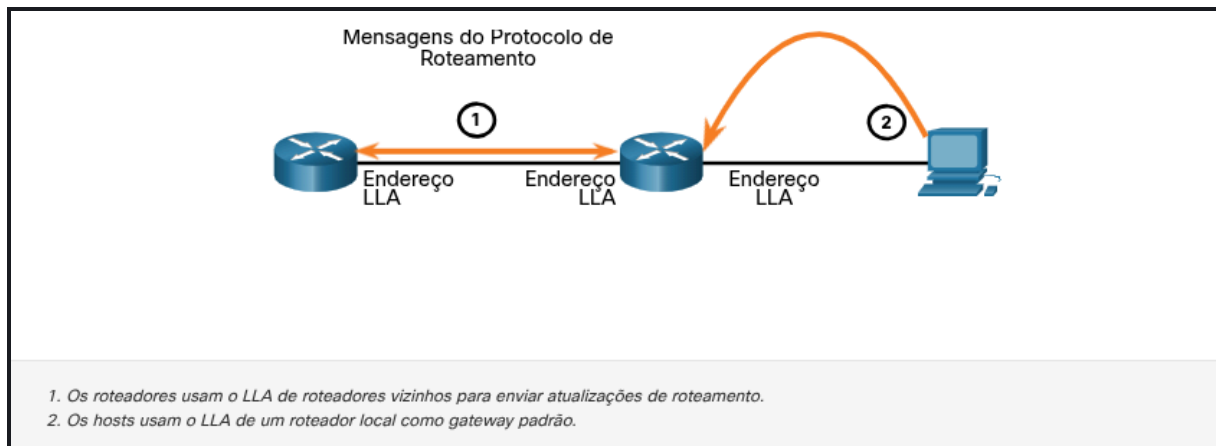 Mensagens do Protocolo de
Roteamento
1
2
Endereço
LLA
Endereço
LLA
Endereço
LLA
1. Os roteadores usam o LLA de roteadores vizinhos para enviar atualizações de roteamento.
2. Os hosts usam o LLA de um roteador local como gateway padrão.